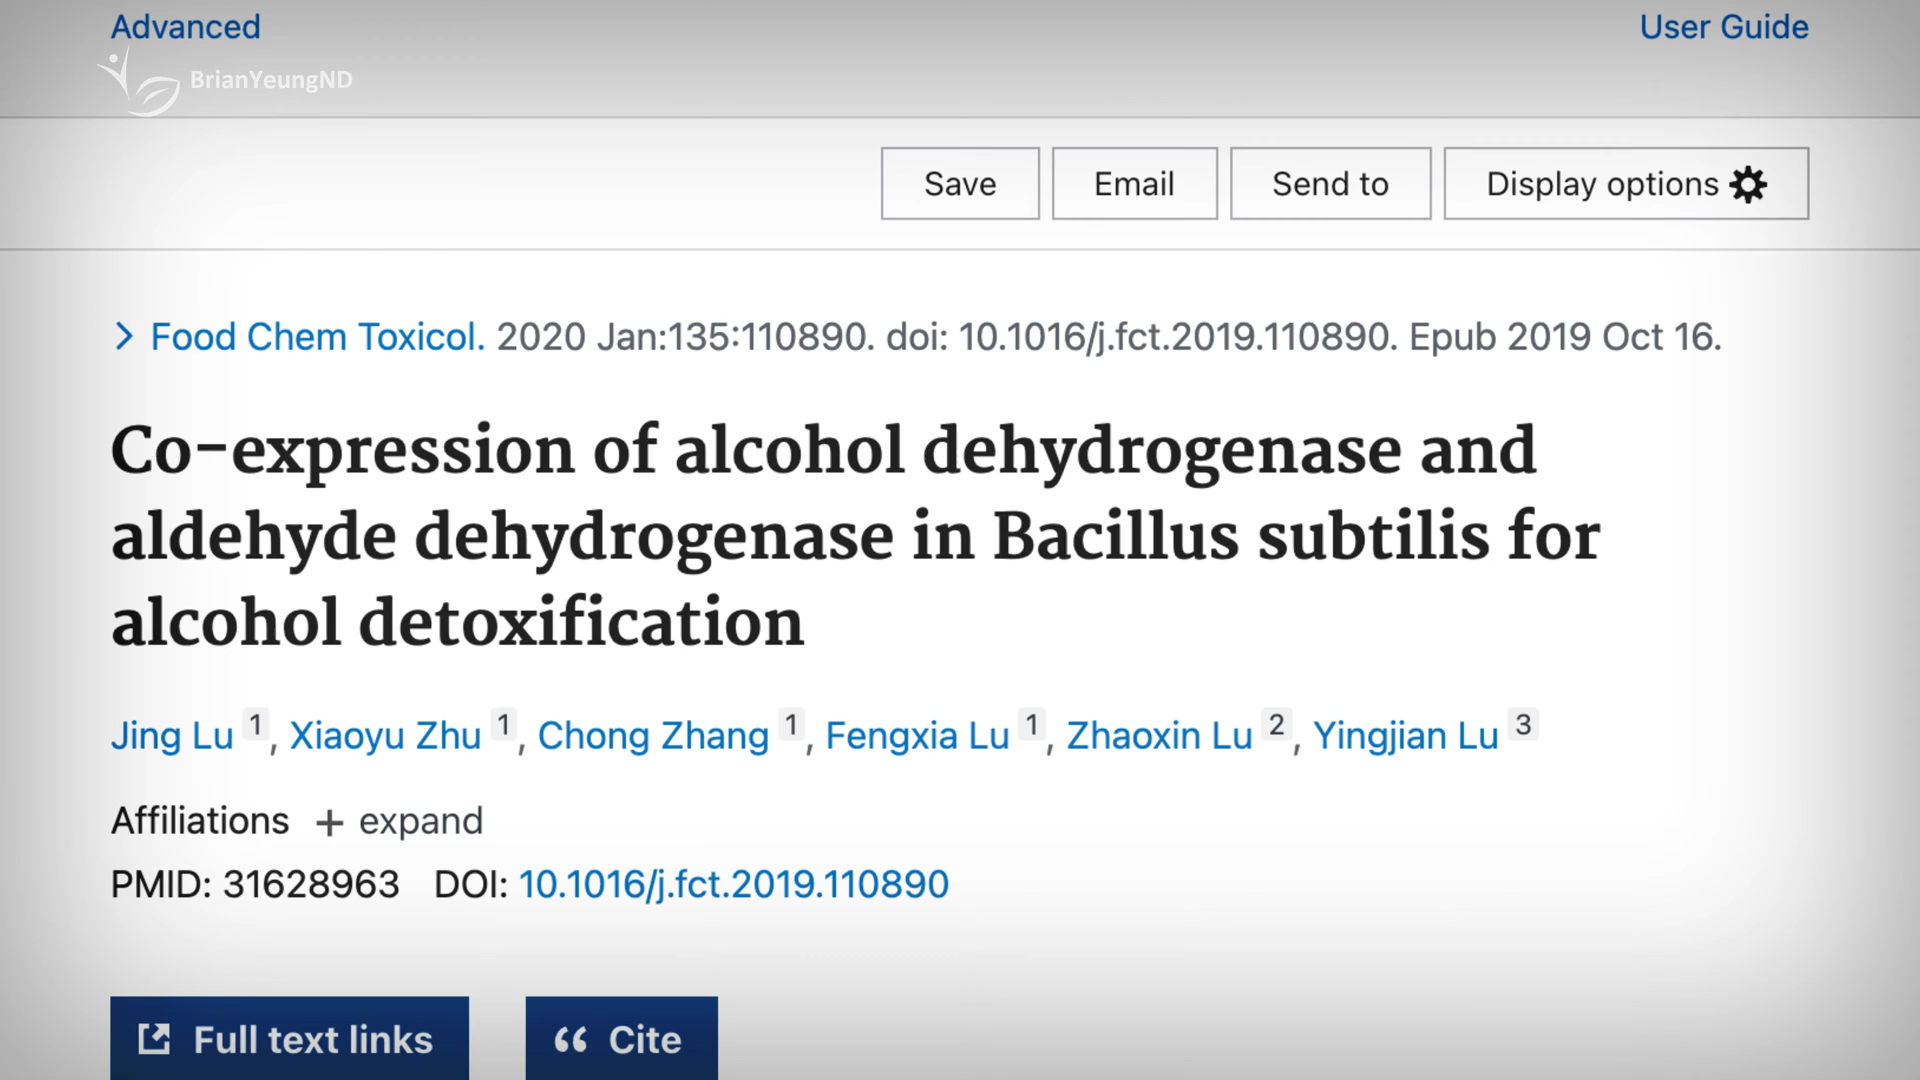 Advanced
User Guide
BrianYeungND
Save
Email
Send to
Display options
Food Chem Toxicol. 2020 Jan:135:110890. doi: 10.1016/j.fct.2019.110890. Epub 2019 Oct 16.
Co-expression of alcohol dehydrogenase and
aldehyde dehydrogenase in Bacillus subtilis for
alcohol detoxification
Jing Lu 1, Xiaoyu Zhu 1, Chong Zhang 1, Fengxia Lu 1, Zhaoxin Lu 2, Yingjian Lu 3
Affiliations + expand
PMID: 31628963 DOI: 10.1016/j.fct.2019.110890
Full text links
Cite